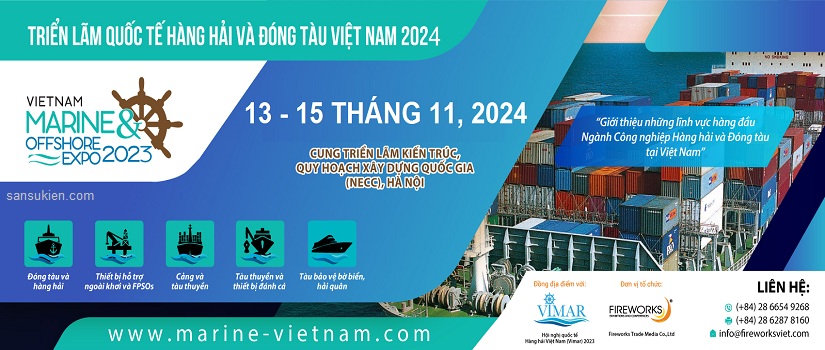 TRIỂN LÃM QUỐC TẾ HÀNG HẢI VÀ ĐÓNG TÀU VIỆT NAM 2024
NO SMOKING
VIETNAM
MARINE &
OFFSHORE
EXPO 2023
13 - 15 THÁNG 11, 2024
CUNG TRIỂN LÃM KIẾN TRÚC,
QUY HOẠCH XÂY DỰNG QUỐC GIA
(NECC), HÀ NỘI
“Giới thiệu những lĩnh vực hàng đầu
Ngành Công nghiệp Hàng hải và Đóng tàu
tại Việt Nam”
sansukien.com
Đóng tàu và
hàng hải
Thiết bị hỗ trợ
ngoài khơi và FPSOs
Cảng và
tàu thuyền
Tàu thuyền và
thiết bị đánh cá
Tàu bảo vệ bờ biển,
hải quân
www.marine-vietnam.com
Đồng địa điểm với:
VIMAR
Hội nghị quốc tế
Hàng hải Việt Nam (Vimar) 2023
Đơn vị tổ chức:
FIREWORKS
Fireworks Trade Media Co.,Ltd
LIÊN HỆ:
(+84) 28 6654 9268
(+84) 28 6287 8160
info@fireworksviet.com